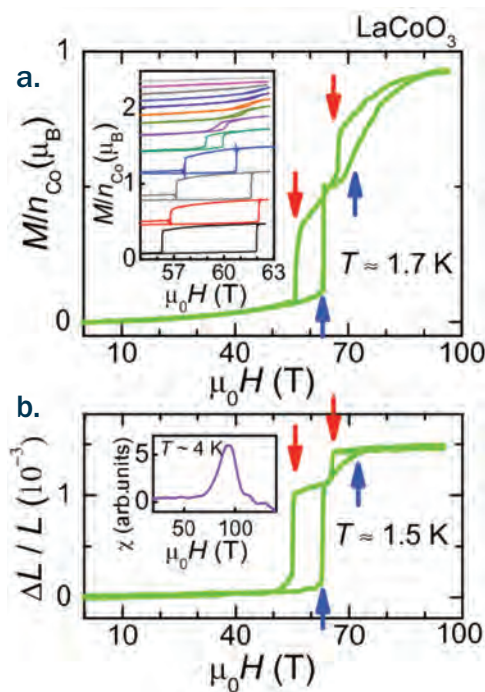 LaCoO3
a.
1
0
M/nCo(μB)
2
1
0
M/nCo(μB)
57 60 63
μ0H (T)
T ≈ 1.7 K
10 40 70 100
μ0H (T)
b.
1
0
ΔL / L (10-3)
5
0
χ (arb.units)
T ~ 4 K
50 100
μ0H (T)
T ≈ 1.5 K
10 40 70 100
μ0H (T)